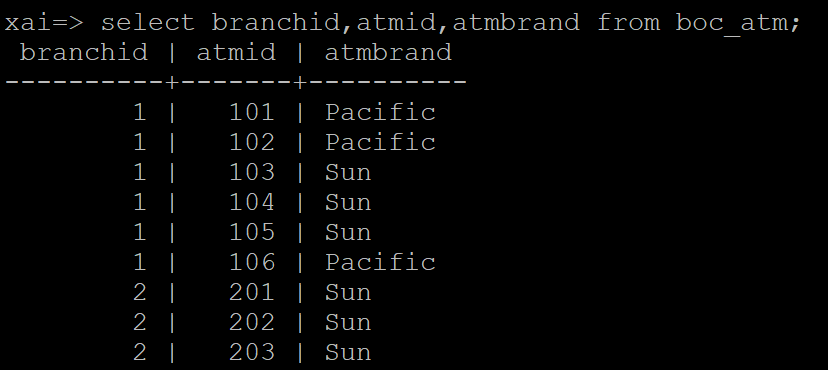 xai=> select branchid,atmid,atmbrand from boc_atm;
 branchid | atmid | atmbrand
----------+-------+----------
        1 |   101 | Pacific
        1 |   102 | Pacific
        1 |   103 | Sun
        1 |   104 | Sun
        1 |   105 | Sun
        1 |   106 | Pacific
        2 |   201 | Sun
        2 |   202 | Sun
        2 |   203 | Sun